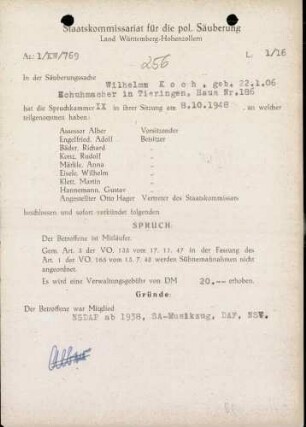 Staatskommissariat für die pol. Säuberung
Land Württemberg-Hohenzollern
Az: 1/XII/769
L. 1/16
256
In der Säuberungssache
Wilhelm Koch, geb. 22.1.06
Schuhmacher in Tieringen, Haus Nr.186
hat die Spruchkammer IX in ihrer Sitzung am 8.10.1948 an welcher
teilgenommen haben:
Assessor Alber Vorsitzender
Engelfried, Adolf Beisitzer
Bäder, Richard "
Konz, Rudolf "
Märkle, Anna "
Eisele, Wilhelm "
Klett, Martin "
Hannemann, Gustav "
Angestellter Otto Hager Vertreter des Staatskommissars
beschlossen und sofort verkündet folgenden
SPRUCH:
Der Betroffene ist Mitläufer.
Gem. Art. 2 der VO. 133 vom 17. 11. 47 in der Fassung des
Art. 1 der VO. 165 vom 13. 7. 48 werden Sühnemaßnahmen nicht
angeordnet.
Es wird eine Verwaltungsgebühr von DM 20,-- erhoben.
Gründe:
Der Betroffene war Mitglied
NSDAP ab 1938, SA-Musikzug, DAF, NSV.
Alber